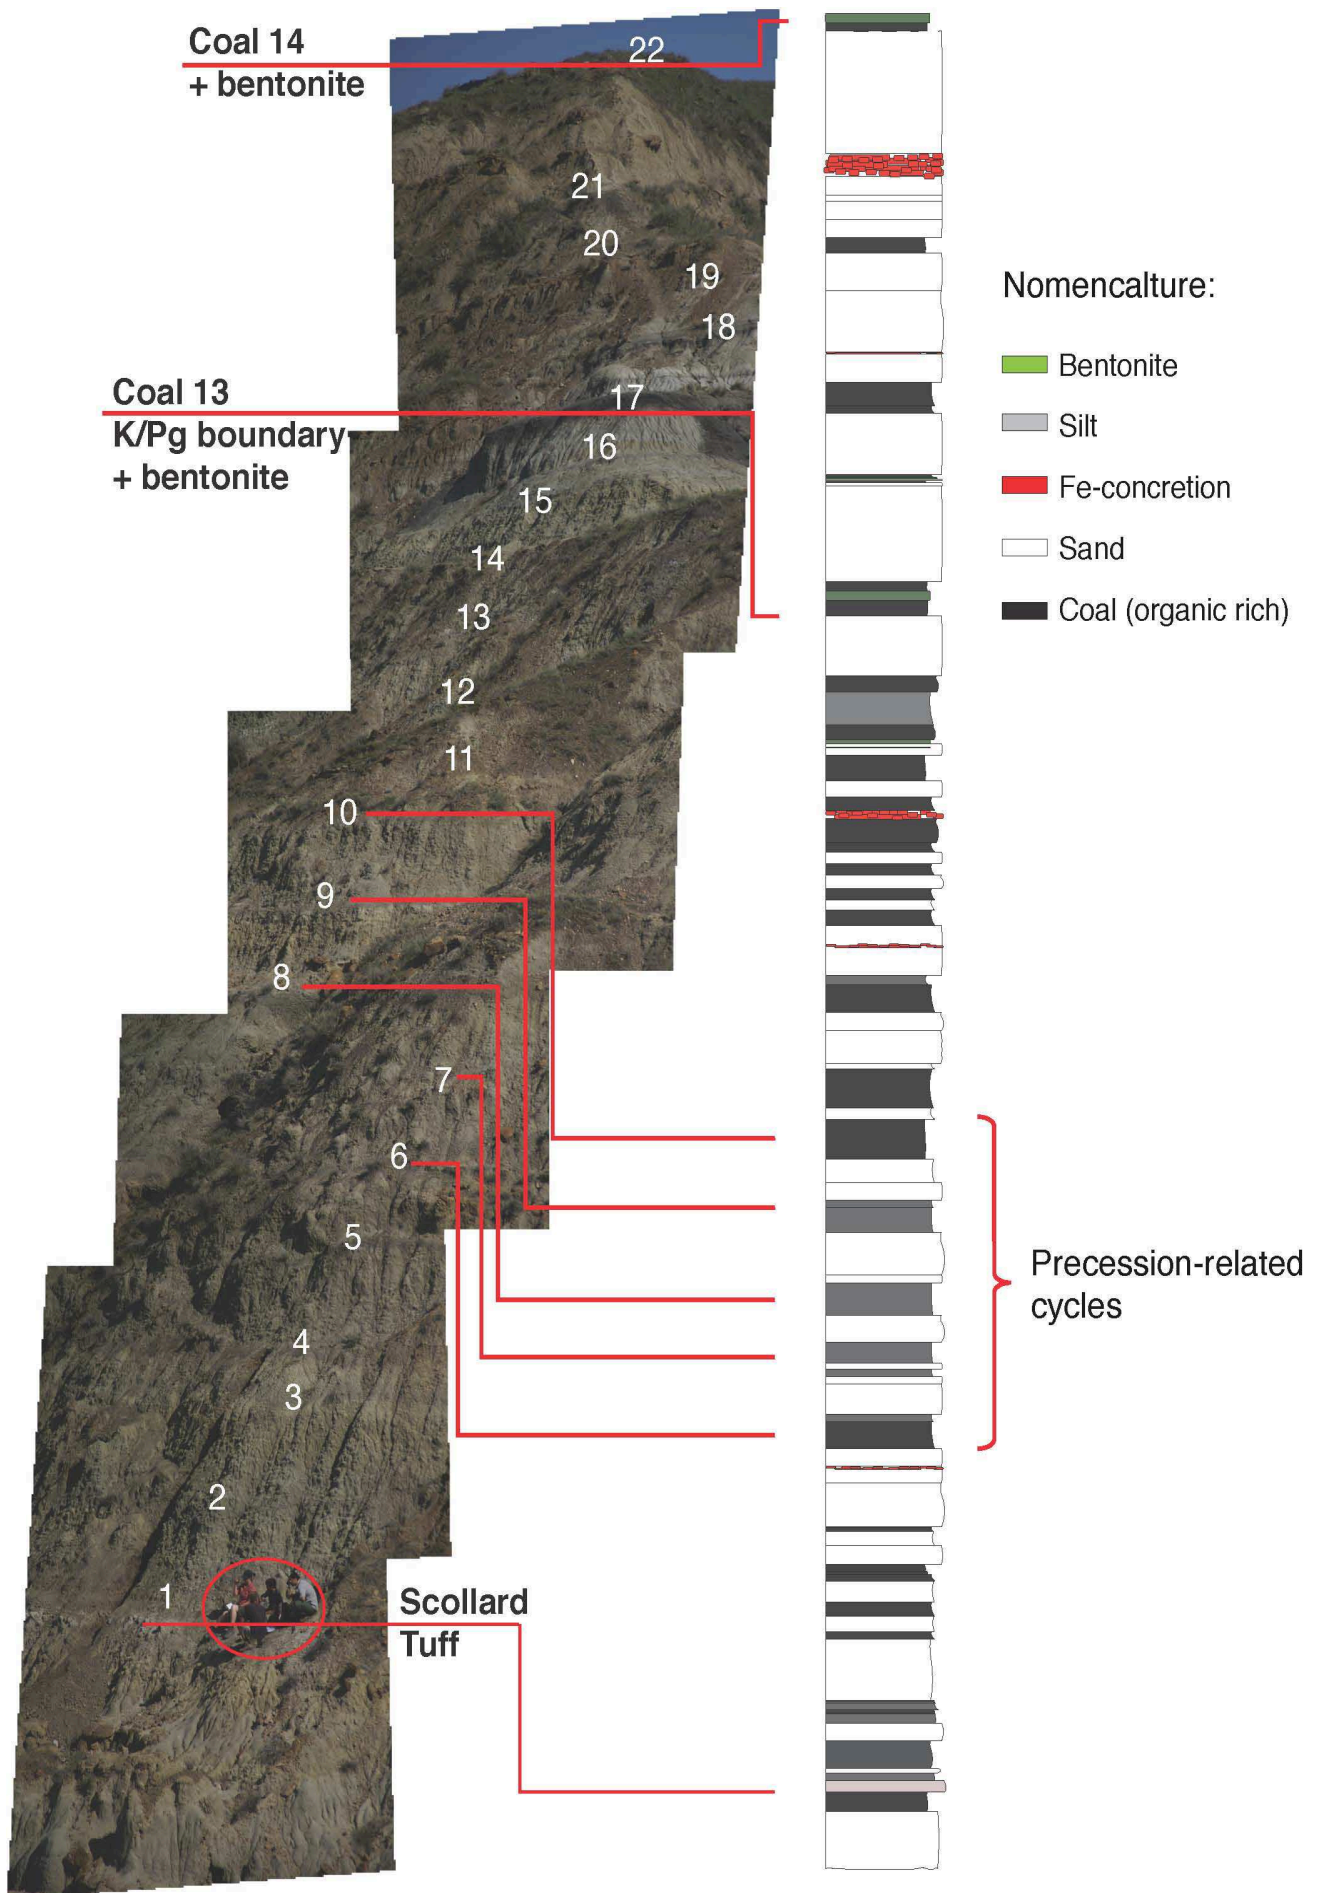 Coal 14
+ bentonite
22
21
20
19
18
Coal 13
K/Pg boundary
+ bentonite
17
16
15
14
13
12
11
10
9
8
7
6
5
4
3
2
1
Scollard
Tuff
Nomencalture:
Bentonite
Silt
Fe-concretion
Sand
Coal (organic rich)
Precession-related
cycles